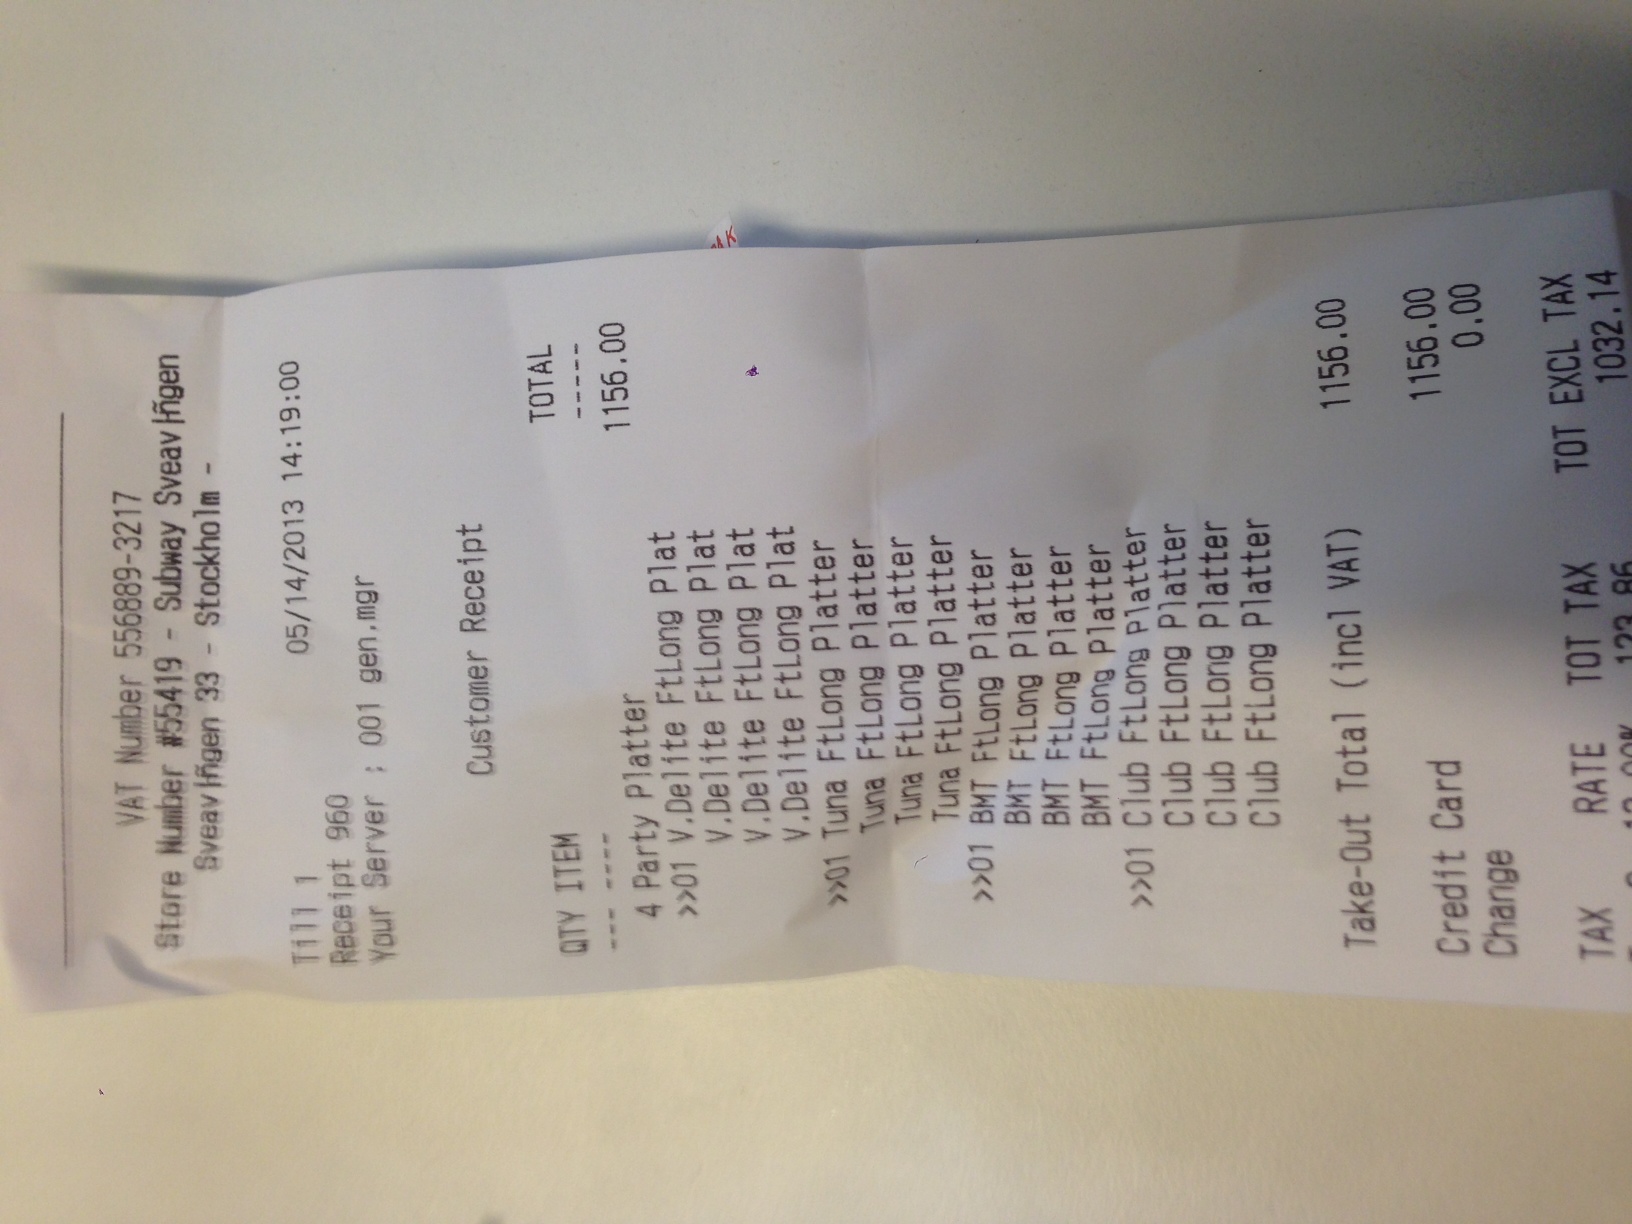 VAT Number 556889-3217
Store Number #55419 - Subway Sveav├ñgen
Sveav├ñgen 33 - Stockholm -
Till 1 05/14/2013 14:19:00
Receipt 960
Your Server : 001 gen.mgr
Customer Receipt
QTY ITEM TOTAL
--- ---- -----
4 Party Platter 1156.00
>>01 V.Delite FtLong Plat
V.Delite FtLong Plat
V.Delite FtLong Plat
V.Delite FtLong Plat
>>01 Tuna FtLong Platter
Tuna FtLong Platter
Tuna FtLong Platter
Tuna FtLong Platter
>>01 BMT FtLong Platter
BMT FtLong Platter
BMT FtLong Platter
BMT FtLong Platter
>>01 Club FtLong Platter
Club FtLong Platter
Club FtLong Platter
Club FtLong Platter
Take-Out Total (incl VAT) 1156.00
Credit Card 1156.00
Change 0.00
TAX RATE TOT TAX TOT EXCL TAX
12.00% 123.86 1032.14